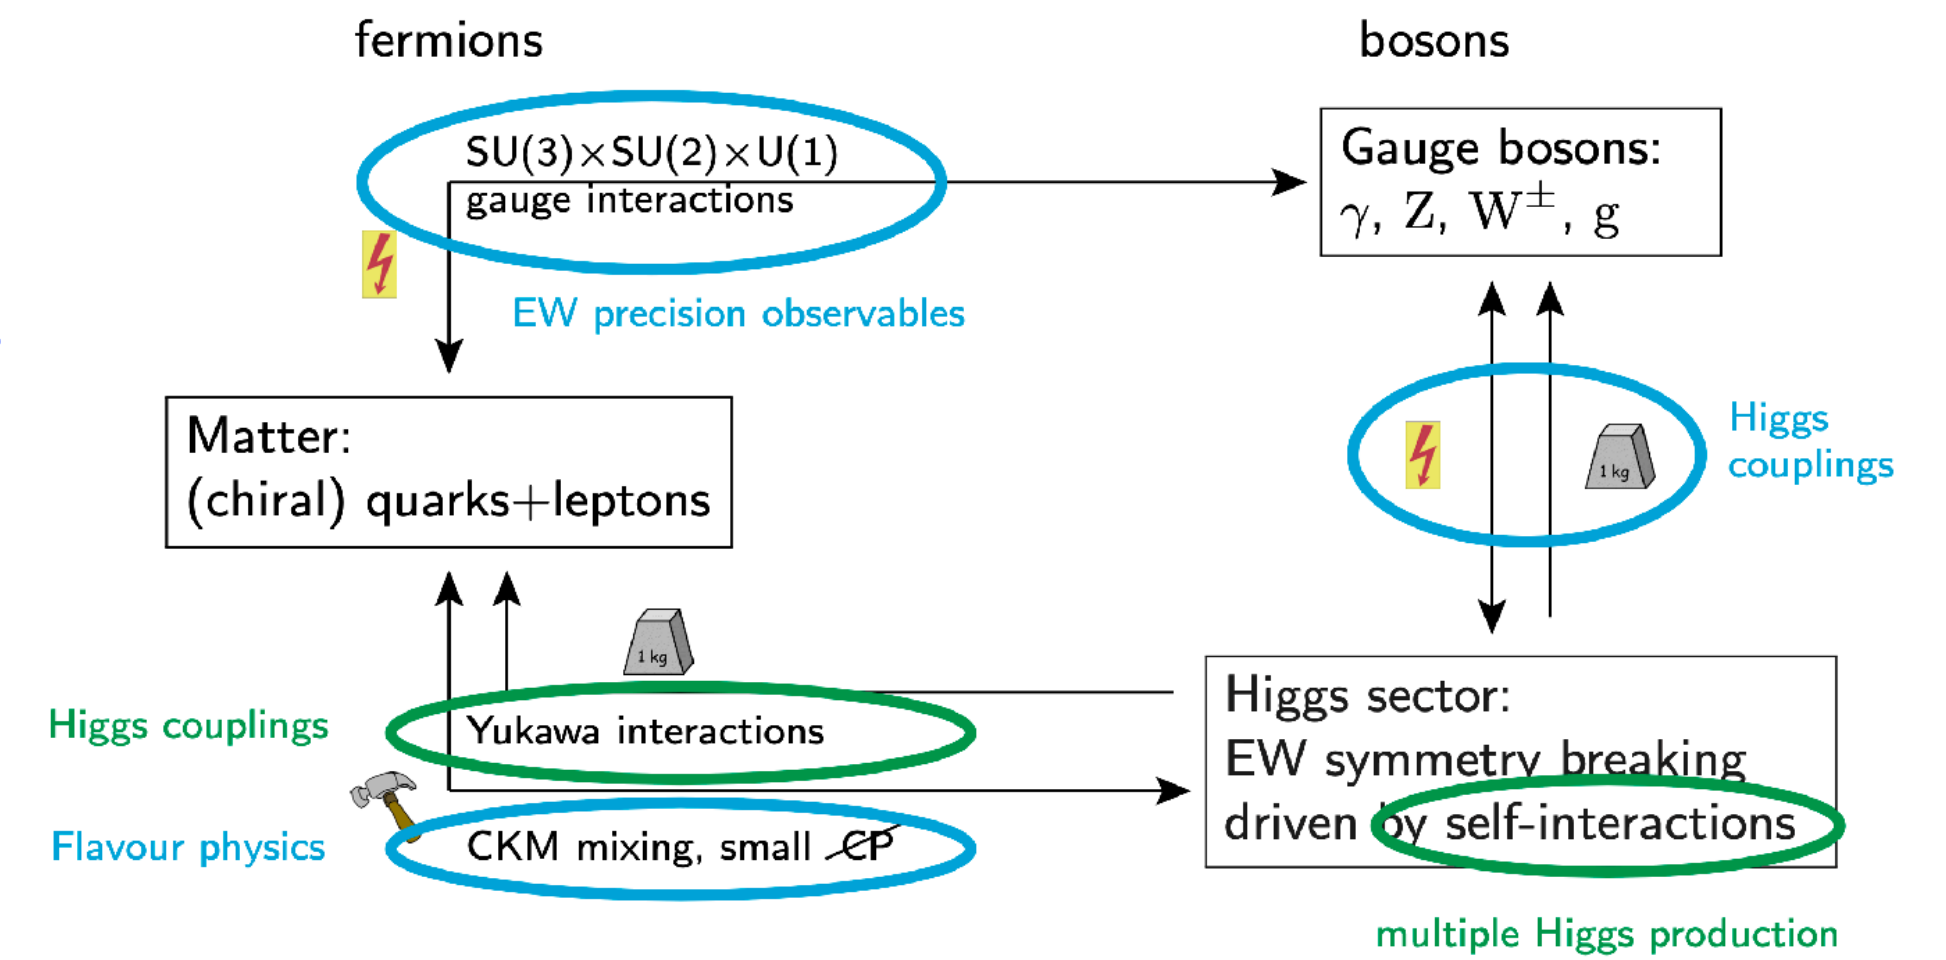 fermions
bosons
SU(3)×SU(2)×U(1)
gauge interactions
Gauge bosons:
γ, Z, W±, g
EW precision observables
Matter:
(chiral) quarks+leptons
Higgs
couplings
1 kg
1 kg
Higgs couplings
Yukawa interactions
Higgs sector:
EW symmetry breaking
driven by self-interactions
Flavour physics
CKM mixing, small CP
multiple Higgs production